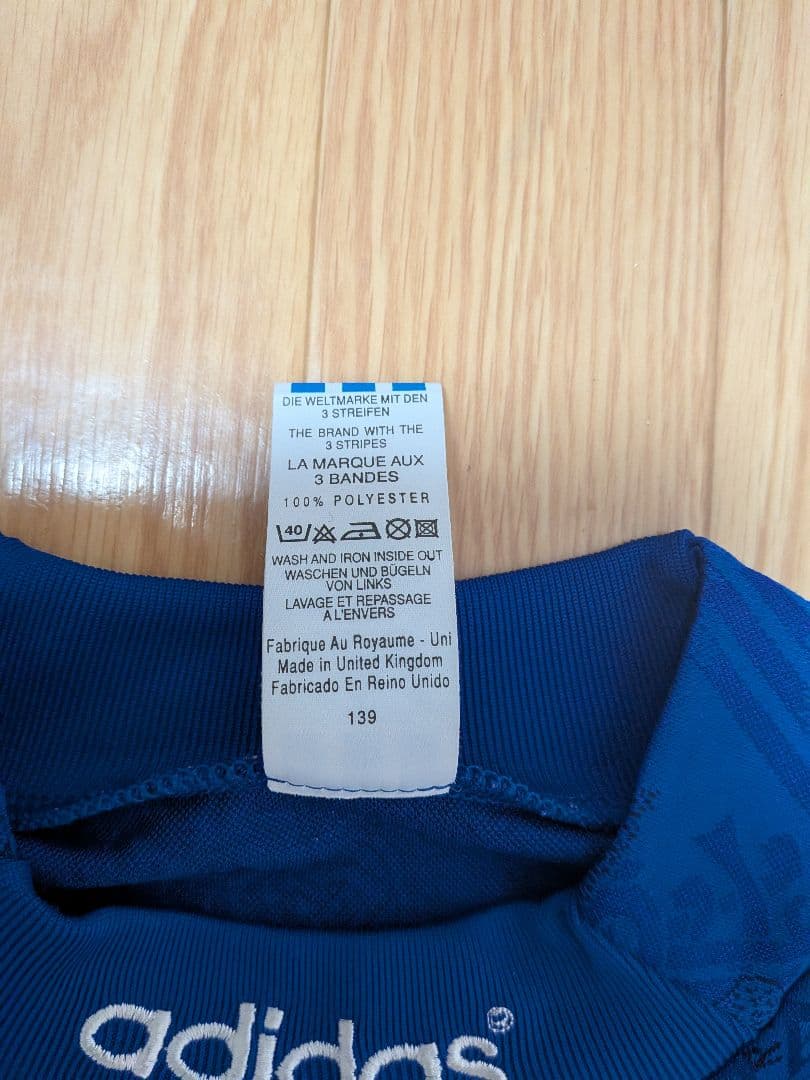 DIE WELTMARKE MIT DEN
3 STREIFEN
THE BRAND WITH THE
3 STRIPES
LA MARQUE AUX
3 BANDES
100% POLYESTER
40
WASH AND IRON INSIDE OUT
WASCHEN UND BÜGELN
VON LINKS
LAVAGE ET REPASSAGE
A L'ENVERS
Fabrique Au Royaume - Uni
Made in United Kingdom
Fabricado En Reino Unido
139
adidas®